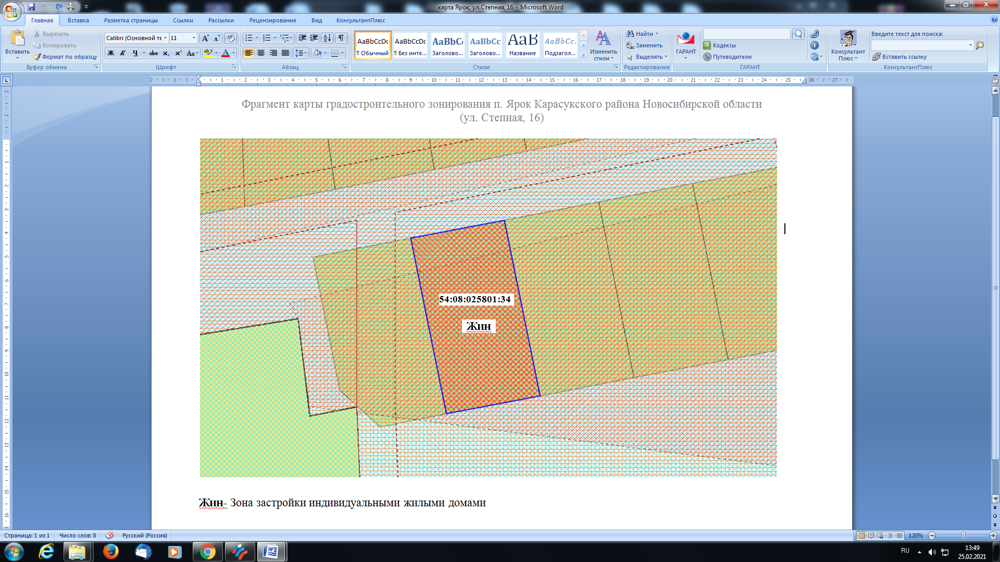 карта Ярок, ул.Степная, 16 - Microsoft Word
Главная Вставка Разметка страницы Ссылки Рассылки Рецензирование Вид КонсультантПлюс
Вставить
Вырезать
Копировать
Формат по образцу
Буфер обмена
Calibri (Основной те 11
Ж К Ч abc x₂ x² Aa
Шрифт
Абзац
AaBbCcDc AaBbCcDc AaBbCc AaBbCc АаВ AaBbCc.
¶ Обычный ¶ Без инте... Заголово... Заголово... Название Подзагол...
Изменить стили
Стили
Найти
Заменить
Выделить
Редактирование
ГАРАНТ
Кодексы
Путеводители
ГАРАНТ
Консультант Плюс
Введите текст для поиска:
Вставить ссылку
КонсультантПлюс
Фрагмент карты градостроительного зонирования п. Ярок Карасукского района Новосибирской области
(ул. Степная, 16)
54:08:025801:34
Жин
Жин- Зона застройки индивидуальными жилыми домами
Страница: 1 из 1 Число слов: 8 Русский (Россия) 120%
RU 13:49
25.02.2021